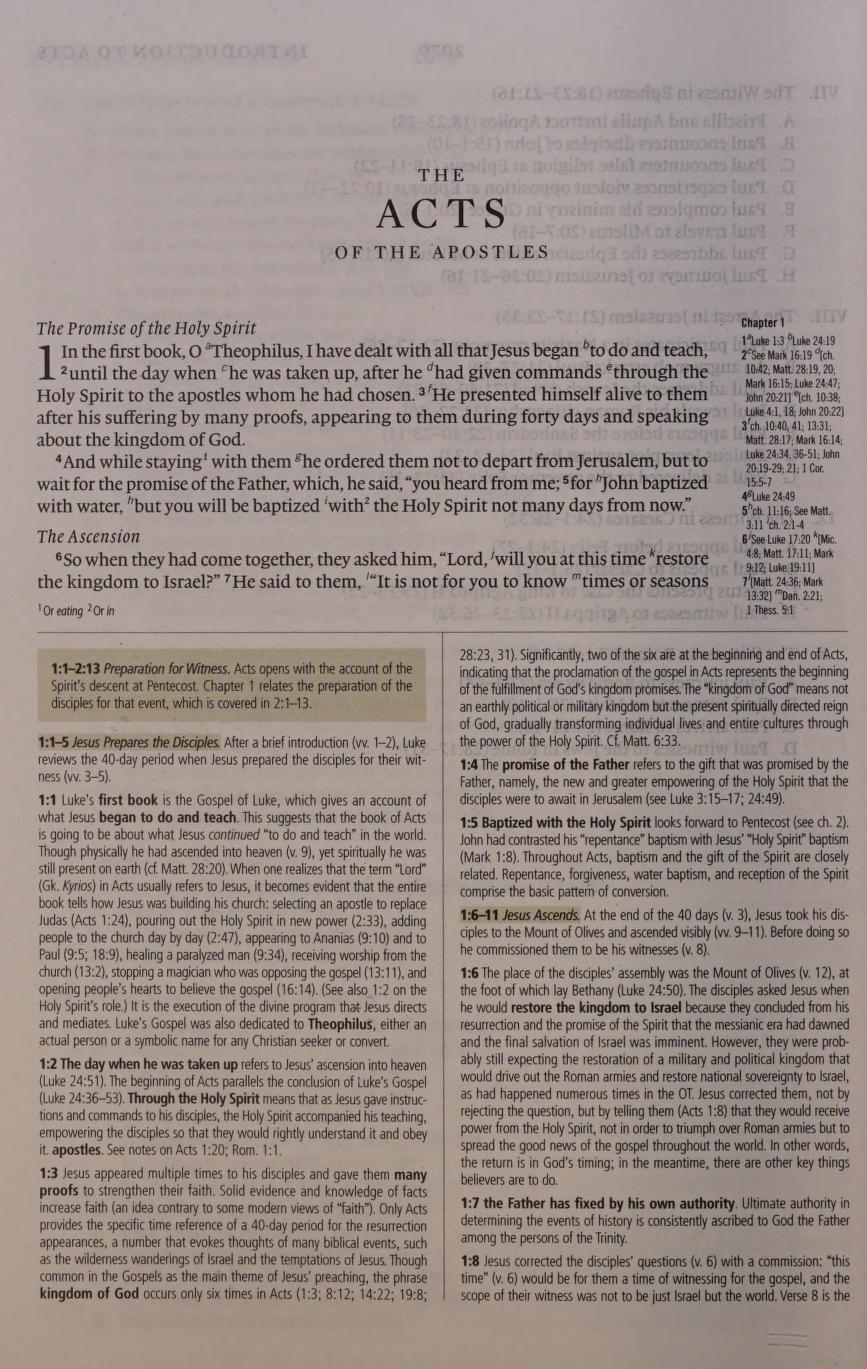 THE
ACTS
OF THE APOSTLES
The Promise of the Holy Spirit
1 In the first book, O ᵃTheophilus, I have dealt with all that Jesus began ᵇto do and teach,
²until the day when ᶜhe was taken up, after he ᵈhad given commands ᵉthrough the
Holy Spirit to the apostles whom he had chosen. ³ᶠHe presented himself alive to them
after his suffering by many proofs, appearing to them during forty days and speaking
about the kingdom of God.
⁴And while staying¹ with them ᵍhe ordered them not to depart from Jerusalem, but to
wait for the promise of the Father, which, he said, “you heard from me; ⁵for ʰJohn baptized
with water, ʰbut you will be baptized ⁱwith² the Holy Spirit not many days from now.”
The Ascension
⁶So when they had come together, they asked him, “Lord, ʲwill you at this time ᵏrestore
the kingdom to Israel?” ⁷He said to them, ˡ“It is not for you to know ᵐtimes or seasons
¹Or eating ²Or in
Chapter 1
1ᵃLuke 1:3 ᵇLuke 24:19
2ᶜSee Mark 16:19 ᵈ[ch.
10:42; Matt. 28:19, 20;
Mark 16:15; Luke 24:47;
John 20:21] ᵉ[ch. 10:38;
Luke 4:1, 18; John 20:22]
3ᶠch. 10:40, 41; 13:31;
Matt. 28:17; Mark 16:14;
Luke 24:34, 36-51; John
20:19-29; 21; 1 Cor.
15:5-7
4ᵍLuke 24:49
5ʰch. 11:16; See Matt.
3:11 ⁱch. 2:1-4
6ʲSee Luke 17:20 ᵏ[Mic.
4:8; Matt. 17:11; Mark
9:12; Luke 19:11]
7ˡ[Matt. 24:36; Mark
13:32] ᵐDan. 2:21;
1 Thess. 5:1
1:1–2:13 Preparation for Witness. Acts opens with the account of the
Spirit’s descent at Pentecost. Chapter 1 relates the preparation of the
disciples for that event, which is covered in 2:1–13.
1:1–5 Jesus Prepares the Disciples. After a brief introduction (vv. 1–2), Luke
reviews the 40-day period when Jesus prepared the disciples for their wit-
ness (vv. 3–5).
1:1 Luke’s first book is the Gospel of Luke, which gives an account of
what Jesus began to do and teach. This suggests that the book of Acts
is going to be about what Jesus continued “to do and teach” in the world.
Though physically he had ascended into heaven (v. 9), yet spiritually he was
still present on earth (cf. Matt. 28:20). When one realizes that the term “Lord”
(Gk. Kyrios) in Acts usually refers to Jesus, it becomes evident that the entire
book tells how Jesus was building his church: selecting an apostle to replace
Judas (Acts 1:24), pouring out the Holy Spirit in new power (2:33), adding
people to the church day by day (2:47), appearing to Ananias (9:10) and to
Paul (9:5; 18:9), healing a paralyzed man (9:34), receiving worship from the
church (13:2), stopping a magician who was opposing the gospel (13:11), and
opening people’s hearts to believe the gospel (16:14). (See also 1:2 on the
Holy Spirit’s role.) It is the execution of the divine program that Jesus directs
and mediates. Luke’s Gospel was also dedicated to Theophilus, either an
actual person or a symbolic name for any Christian seeker or convert.
1:2 The day when he was taken up refers to Jesus’ ascension into heaven
(Luke 24:51). The beginning of Acts parallels the conclusion of Luke’s Gospel
(Luke 24:36–53). Through the Holy Spirit means that as Jesus gave instruc-
tions and commands to his disciples, the Holy Spirit accompanied his teaching,
empowering the disciples so that they would rightly understand it and obey
it. apostles. See notes on Acts 1:20; Rom. 1:1.
1:3 Jesus appeared multiple times to his disciples and gave them many
proofs to strengthen their faith. Solid evidence and knowledge of facts
increase faith (an idea contrary to some modern views of “faith”). Only Acts
provides the specific time reference of a 40-day period for the resurrection
appearances, a number that evokes thoughts of many biblical events, such
as the wilderness wanderings of Israel and the temptations of Jesus. Though
common in the Gospels as the main theme of Jesus’ preaching, the phrase
kingdom of God occurs only six times in Acts (1:3; 8:12; 14:22; 19:8;
28:23, 31). Significantly, two of the six are at the beginning and end of Acts,
indicating that the proclamation of the gospel in Acts represents the beginning
of the fulfillment of God’s kingdom promises. The “kingdom of God” means not
an earthly political or military kingdom but the present spiritually directed reign
of God, gradually transforming individual lives and entire cultures through
the power of the Holy Spirit. Cf. Matt. 6:33.
1:4 The promise of the Father refers to the gift that was promised by the
Father, namely, the new and greater empowering of the Holy Spirit that the
disciples were to await in Jerusalem (see Luke 3:15–17; 24:49).
1:5 Baptized with the Holy Spirit looks forward to Pentecost (see ch. 2).
John had contrasted his “repentance” baptism with Jesus’ “Holy Spirit” baptism
(Mark 1:8). Throughout Acts, baptism and the gift of the Spirit are closely
related. Repentance, forgiveness, water baptism, and reception of the Spirit
comprise the basic pattern of conversion.
1:6–11 Jesus Ascends. At the end of the 40 days (v. 3), Jesus took his dis-
ciples to the Mount of Olives and ascended visibly (vv. 9–11). Before doing so
he commissioned them to be his witnesses (v. 8).
1:6 The place of the disciples’ assembly was the Mount of Olives (v. 12), at
the foot of which lay Bethany (Luke 24:50). The disciples asked Jesus when
he would restore the kingdom to Israel because they concluded from his
resurrection and the promise of the Spirit that the messianic era had dawned
and the final salvation of Israel was imminent. However, they were prob-
ably still expecting the restoration of a military and political kingdom that
would drive out the Roman armies and restore national sovereignty to Israel,
as had happened numerous times in the OT. Jesus corrected them, not by
rejecting the question, but by telling them (Acts 1:8) that they would receive
power from the Holy Spirit, not in order to triumph over Roman armies but to
spread the good news of the gospel throughout the world. In other words,
the return is in God’s timing; in the meantime, there are other key things
believers are to do.
1:7 the Father has fixed by his own authority. Ultimate authority in
determining the events of history is consistently ascribed to God the Father
among the persons of the Trinity.
1:8 Jesus corrected the disciples’ questions (v. 6) with a commission: “this
time” (v. 6) would be for them a time of witnessing for the gospel, and the
scope of their witness was not to be just Israel but the world. Verse 8 is the